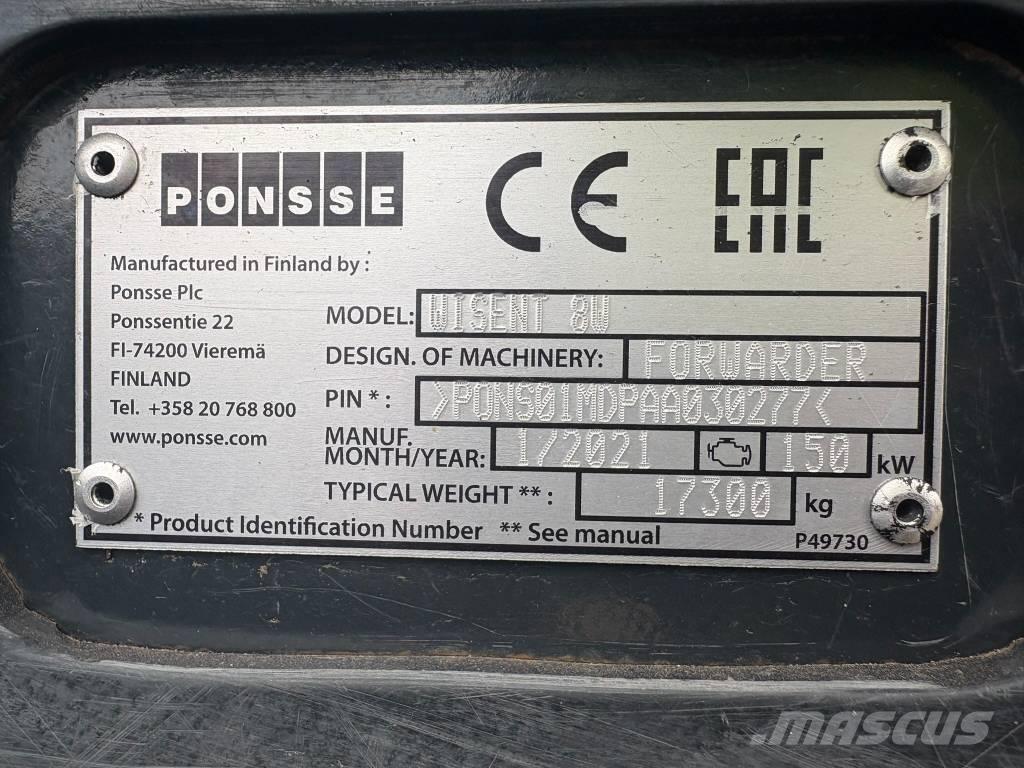 PONSSE CE EAC
Manufactured in Finland by :
Ponsse Plc
Ponssentie 22
FI-74200 Vieremä
FINLAND
Tel. +358 20 768 800
www.ponsse.com
MODEL: WISENT 8W
DESIGN. OF MACHINERY: FORWARDER
PIN * : >PONS01MDPAA030277<
MANUF.
MONTH/YEAR: 1/2021 150 kW
TYPICAL WEIGHT ** : 17300 kg
* Product Identification Number ** See manual P49730
MASCUS